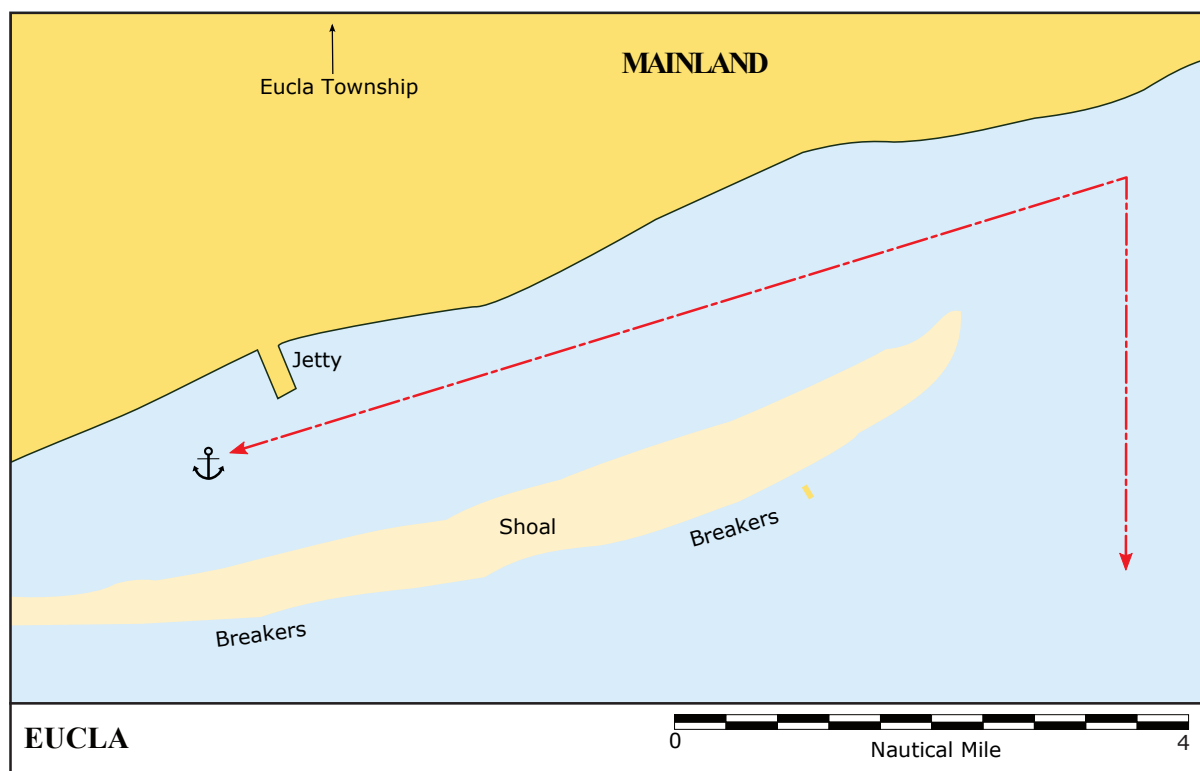 MAINLAND
Eucla Township
Jetty
Shoal
Breakers
Breakers
EUCLA
0
4
Nautical Mile